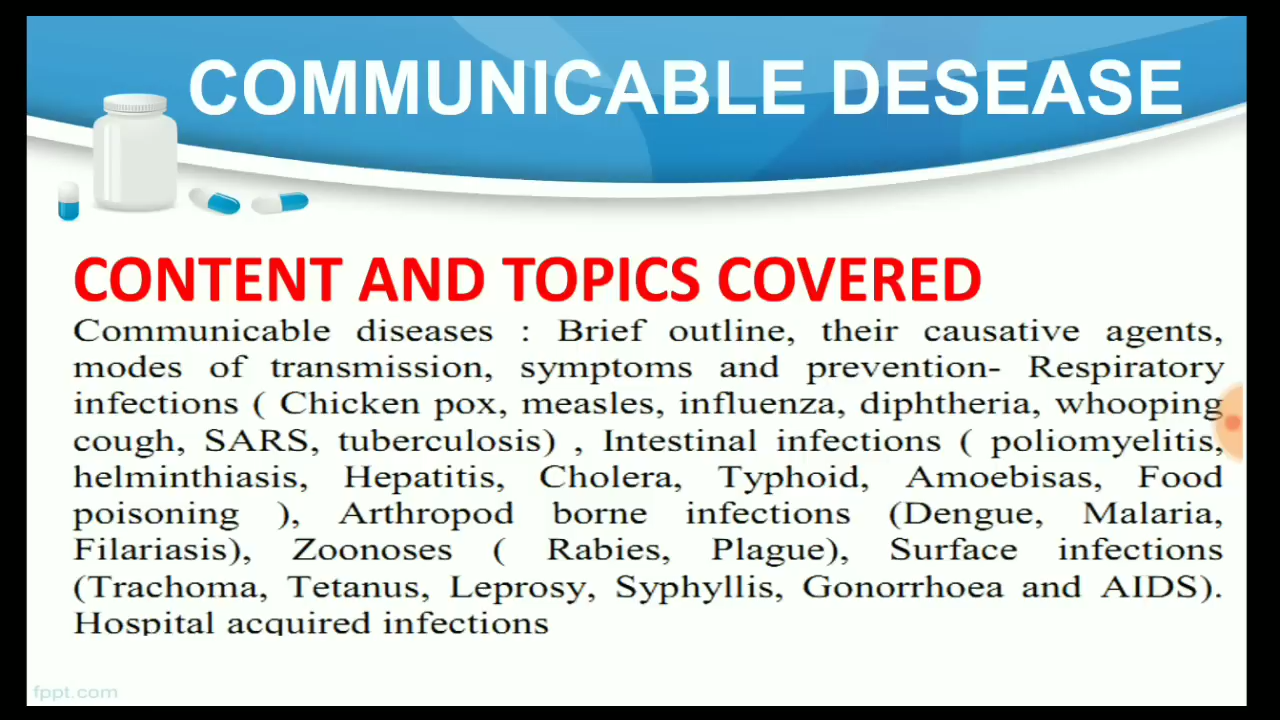 COMMUNICABLE DESEASE
CONTENT AND TOPICS COVERED
Communicable diseases : Brief outline, their causative agents,
modes of transmission, symptoms and prevention- Respiratory
infections ( Chicken pox, measles, influenza, diphtheria, whooping
cough, SARS, tuberculosis) , Intestinal infections ( poliomyelitis,
helminthiasis, Hepatitis, Cholera, Typhoid, Amoebisas, Food
poisoning ), Arthropod borne infections (Dengue, Malaria,
Filariasis), Zoonoses ( Rabies, Plague), Surface infections
(Trachoma, Tetanus, Leprosy, Syphyllis, Gonorrhoea and AIDS).
Hospital acquired infections
fppt.com